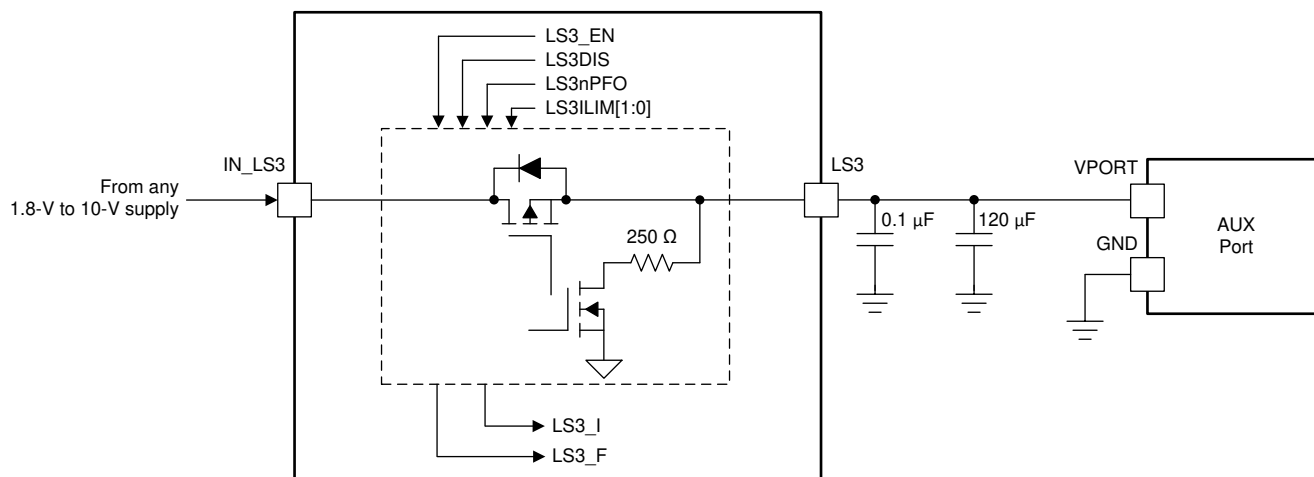 LS3_EN
LS3DIS
LS3nPFO
LS3ILIM[1:0]
IN_LS3
LS3
From any
1.8-V to 10-V supply
250 Ω
0.1 µF
120 µF
VPORT
GND
AUX
Port
LS3_I
LS3_F